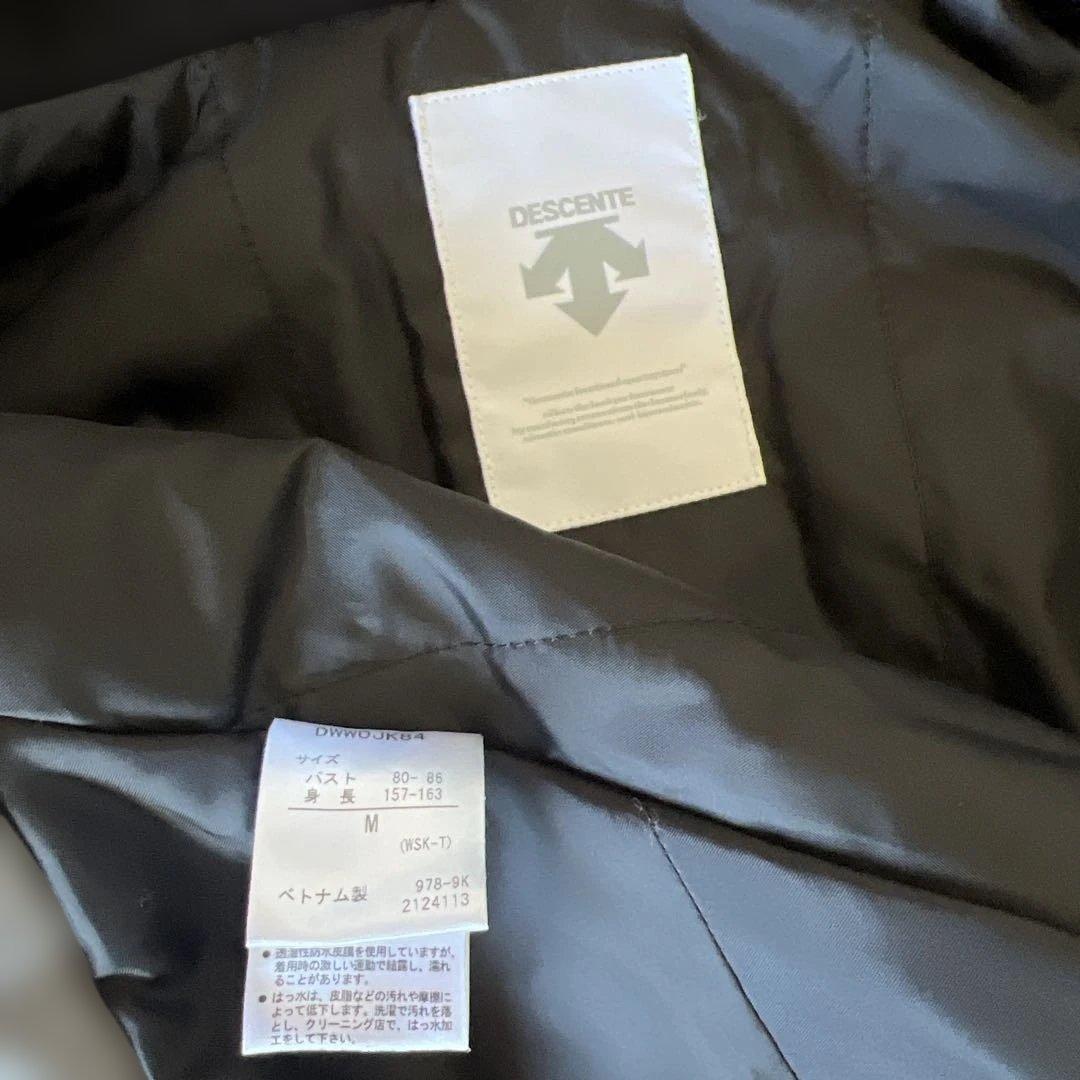 DESCENTE
DWWOJK84
サイズ
バスト 80- 86
身 長 157-163
M
(WSK-T)
ベトナム製 978-9K
2124113
● 透湿性防水皮膜を使用していますが、
着用時の激しい運動で結露し、濡れ
ることがあります。
● はっ水は、皮脂などの汚れや摩擦に
よって低下します。洗濯で汚れを落
とし、クリーニング店で、はっ水加
工をして下さい。